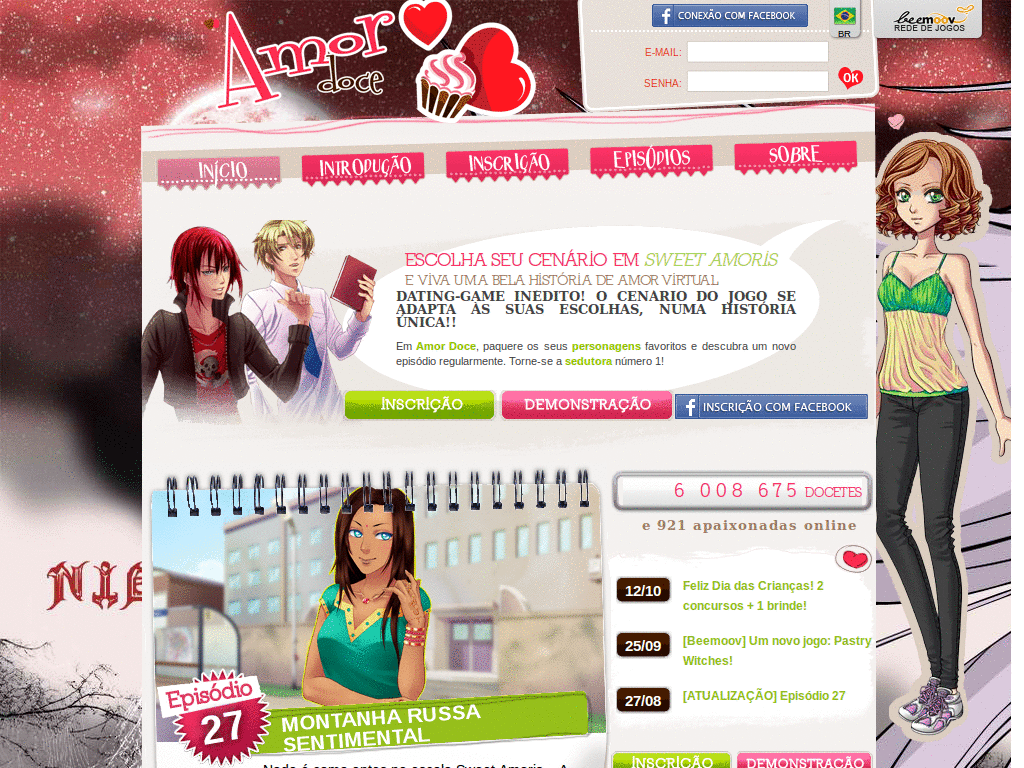 Amor
doce
CONEXÃO COM FACEBOOK
BR
beemoov
REDE DE JOGOS
E-MAIL:
SENHA:
OK
INÍCIO
INTRODUÇÃO
INSCRIÇÃO
EPISÓDIOS
SOBRE
ESCOLHA SEU CENÁRIO EM SWEET AMORIS
E VIVA UMA BELA HISTÓRIA DE AMOR VIRTUAL
DATING-GAME INEDITO! O CENARIO DO JOGO SE
ADAPTA ÀS SUAS ESCOLHAS, NUMA HISTÓRIA
ÚNICA!!
Em Amor Doce, paquere os seus personagens favoritos e descubra um novo
episódio regularmente. Torne-se a sedutora número 1!
INSCRIÇÃO
DEMONSTRAÇÃO
INSCRIÇÃO COM FACEBOOK
6 008 675 DOCETES
e 921 apaixonadas online
12/10
Feliz Dia das Crianças! 2
concursos + 1 brinde!
25/09
[Beemoov] Um novo jogo: Pastry
Witches!
27/08
[ATUALIZAÇÃO] Episódio 27
Episódio
27
MONTANHA RUSSA
SENTIMENTAL
INSCRIÇÃO
DEMONSTRAÇÃO